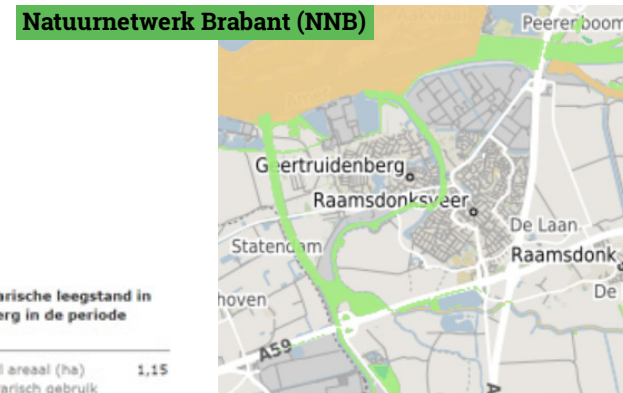 Natuurnetwerk Brabant (NNB)
Peerenboom
Geertruidenberg
Raamsdonksveer
De Laan
Statendam
Raamsdonk
De
hoven
arische leegstand in
erg in de periode
A59
l areaal (ha) 1,15
rarisch gebruik
A